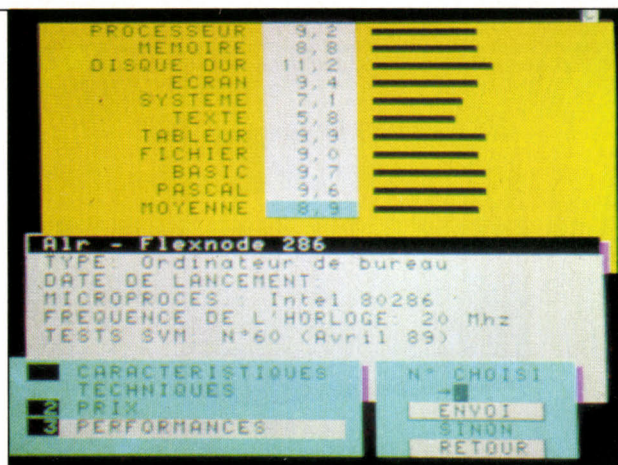 PROCESSEUR 9,2
MEMOIRE 8,8
DISQUE DUR 11,2
ECRAN 9,4
SYSTEME 7,1
TEXTE 5,8
TABLEUR 9,9
FICHIER 9,0
BASIC 9,7
PASCAL 9,6
MOYENNE 8,9
Alr - Flexnode 286
TYPE: Ordinateur de bureau
DATE DE LANCEMENT:
MICROPROCES.: Intel 80286
FREQUENCE DE L'HORLOGE: 20 Mhz
TESTS SVM: N°60 (Avril 89)
CARACTERISTIQUES
TECHNIQUES
2 PRIX
3 PERFORMANCES
N° CHOISI
→
ENVOI
SINON
RETOUR